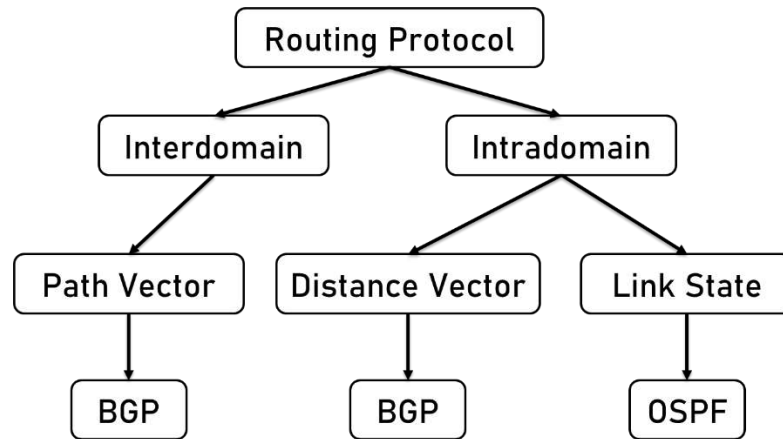 Routing Protocol
Interdomain
Intradomain
Path Vector
Distance Vector
Link State
BGP
BGP
OSPF